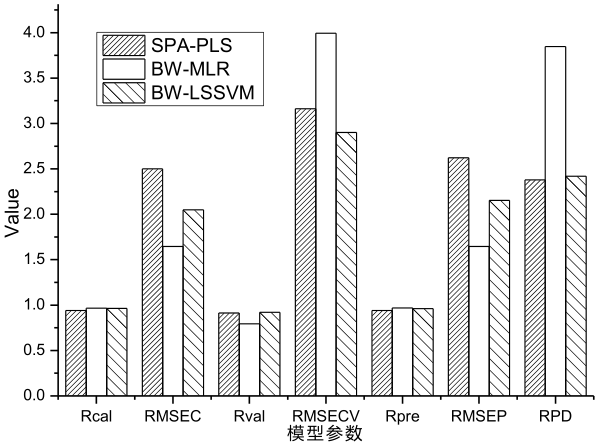 4.0
3.5
3.0
2.5
2.0
1.5
1.0
0.5
0.0
Value
SPA-PLS
BW-MLR
BW-LSSVM
Rcal RMSEC Rval RMSECV Rpre RMSEP RPD
模型参数